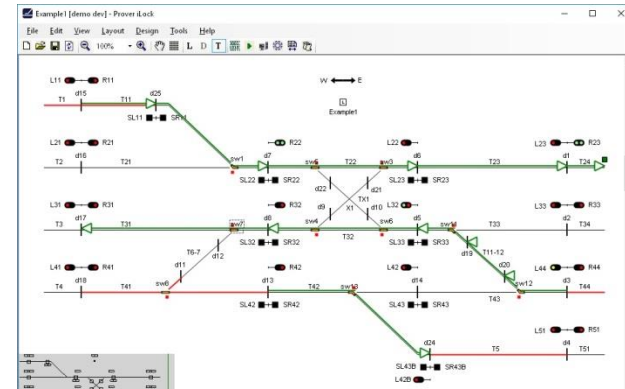 Example1 [demo dev] - Prover iLock
File Edit View Layout Design Tools Help
100% L D T
W E
L
Example1
L11 R11
d15 d25
T1 T11
SL11 SR11
L21 R21 R22 L22 L23 R23
d16 sw1 d7 sw5 sw3 d6 d1
T2 T21 T22 T23 T24
SL22 SR22 d22 d21 SL23 SR23
TX1
X1
L31 R31 R32 d9 d10 L32 L33 R33
d17 sw7 d8 sw4 sw6 d5 sw11 d2
T3 T31 T32 T33 T34
SL32 SR32 SL33 SR33
d12 d19 T11-12
T6-7
L41 R41 d11 R42 L42 d20 L44 R44
d18 sw8 d13 sw13 d14 sw12 d3
T4 T41 T42 T43 T44
SL42 SR42 SL43 SR43
L51 R51
d24 d4
T5 T51
SL43B SR43B
L42B